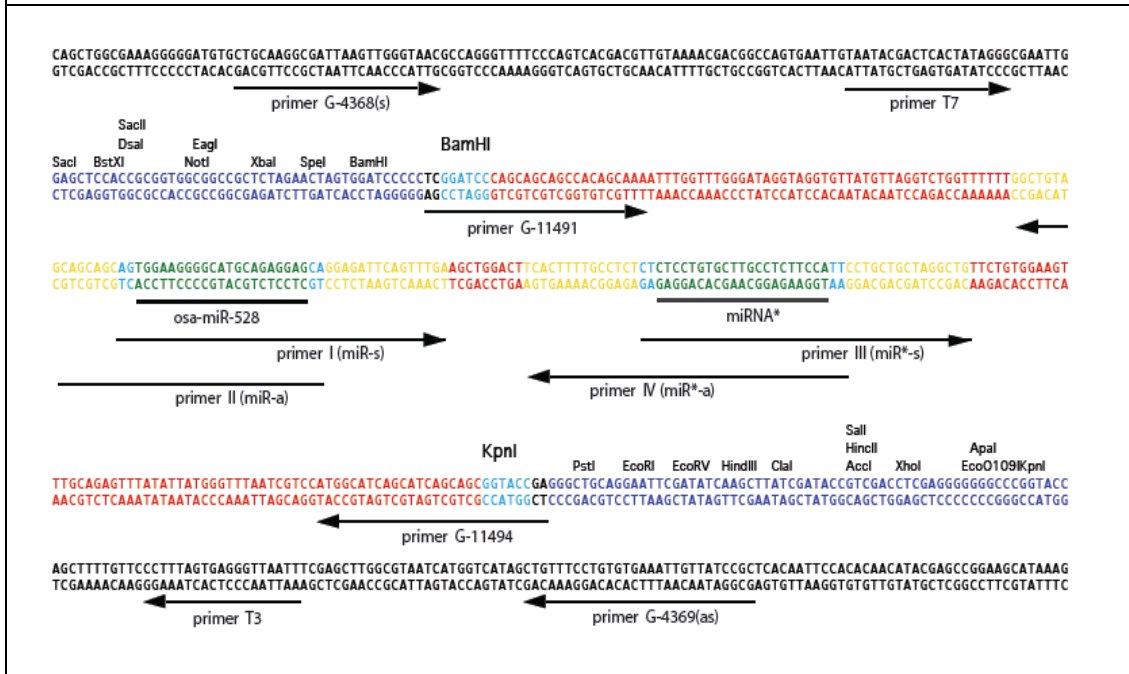 CAGCTGGCGAAAGGGGGATGTGCTGCAAGGCGATTAAGTTGGGTAACGCCAGGGTTTTCCCAGTCACGACGTTGTAAAACGACGGCCAGTGAATTGTAATACGACTCACTATAGGGCGAATTG
GTCGACCGCTTTCCCCCTACACGACGTTCCGCTAATTCAACCCATTGCGGTCCCAAAAGGGTCAGTGCTGCAACATTTTGCTGCCGGTCACTTAACATTATGCTGAGTGATATCCCGCTTAAC
primer G-4368(s) primer T7
SacII
DsaI EagI BamHI
SacI BstXI NotI XbaI SpeI BamHI
GAGCTCCACCGCGGTGGCGGCCGCTCTAGAACTAGTGGATCCCCCTCGGATCCCAGCAGCAGCCACAGCAAAATTTGGTTTGGGATAGGTAGGTGTTATGTTAGGTCTGGTTTTTTGGCTGTA
CTCGAGGTGGCGCCACCGCCGGCGAGATCTTGATCACCTAGGGGGAGCCTAGGGTCGTCGTCGGTGTCGTTTTAAACCAAACCCTATCCATCCACAATACAATCCAGACCAAAAAACCGACAT
primer G-11491
GCAGCAGCAGTGGAAGGGGCATGCAGAGGAGCAGGAGATTCAGTTTGAAGCTGGACTTCACTTTTGCCTCTCTCTCCTGTGCTTGCCTCTTCCATTCCTGCTGCTAGGCTGTTCTGTGGAAGT
CGTCGTCGTCACCTTCCCCGTACGTCTCCTCGTCCTCTAAGTCAAACTTCGACCTGAAGTGAAAACGGAGAGAGAGGACACGAACGGAGAAGGTAAGGACGACGATCCGACAAGACACCTTCA
osa-miR-528 miRNA*
primer I (miR-s) primer III (miR*-s)
primer II (miR-a) primer IV (miR*-a)
SalI
KpnI HincII ApaI
PstI EcoRI EcoRV HindIII ClaI AccI XhoI EcoO109IKpnI
TTGCAGAGTTTATATTATGGGTTTAATCGTCCATGGCATCAGCATCAGCAGCGGTACCGAGGGCTGCAGGAATTCGATATCAAGCTTATCGATACCGTCGACCTCGAGGGGGGGCCCGGTACC
AACGTCTCAAATATAATACCCAAATTAGCAGGTACCGTAGTCGTAGTCGTCGCCATGGCTCCCGACGTCCTTAAGCTATAGTTCGAATAGCTATGGCAGCTGGAGCTCCCCCCCGGGCCATGG
primer G-11494
AGCTTTTGTTCCCTTTAGTGAGGGTTAATTTCGAGCTTGGCGTAATCATGGTCATAGCTGTTTCCTGTGTGAAATTGTTATCCGCTCACAATTCCACACAACATACGAGCCGGAAGCATAAAG
TCGAAAACAAGGGAAATCACTCCCAATTAAAGCTCGAACCGCATTAGTACCAGTATCGACAAAGGACACACTTTAACAATAGGCGAGTGTTAAGGTGTGTTGTATGCTCGGCCTTCGTATTTC
primer T3 primer G-4369(as)